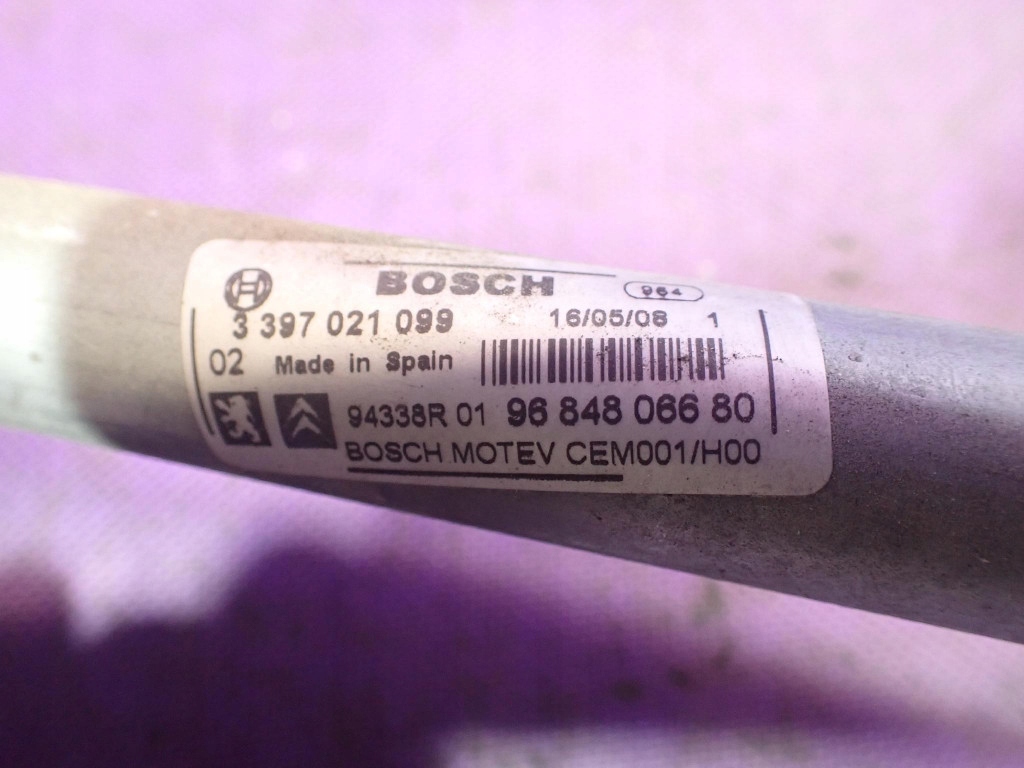 BOSCH 964
3 397 021 099 16/05/08 1
02 Made in Spain
94338R 01 96 848 066 80
BOSCH MOTEV CEM001/H00